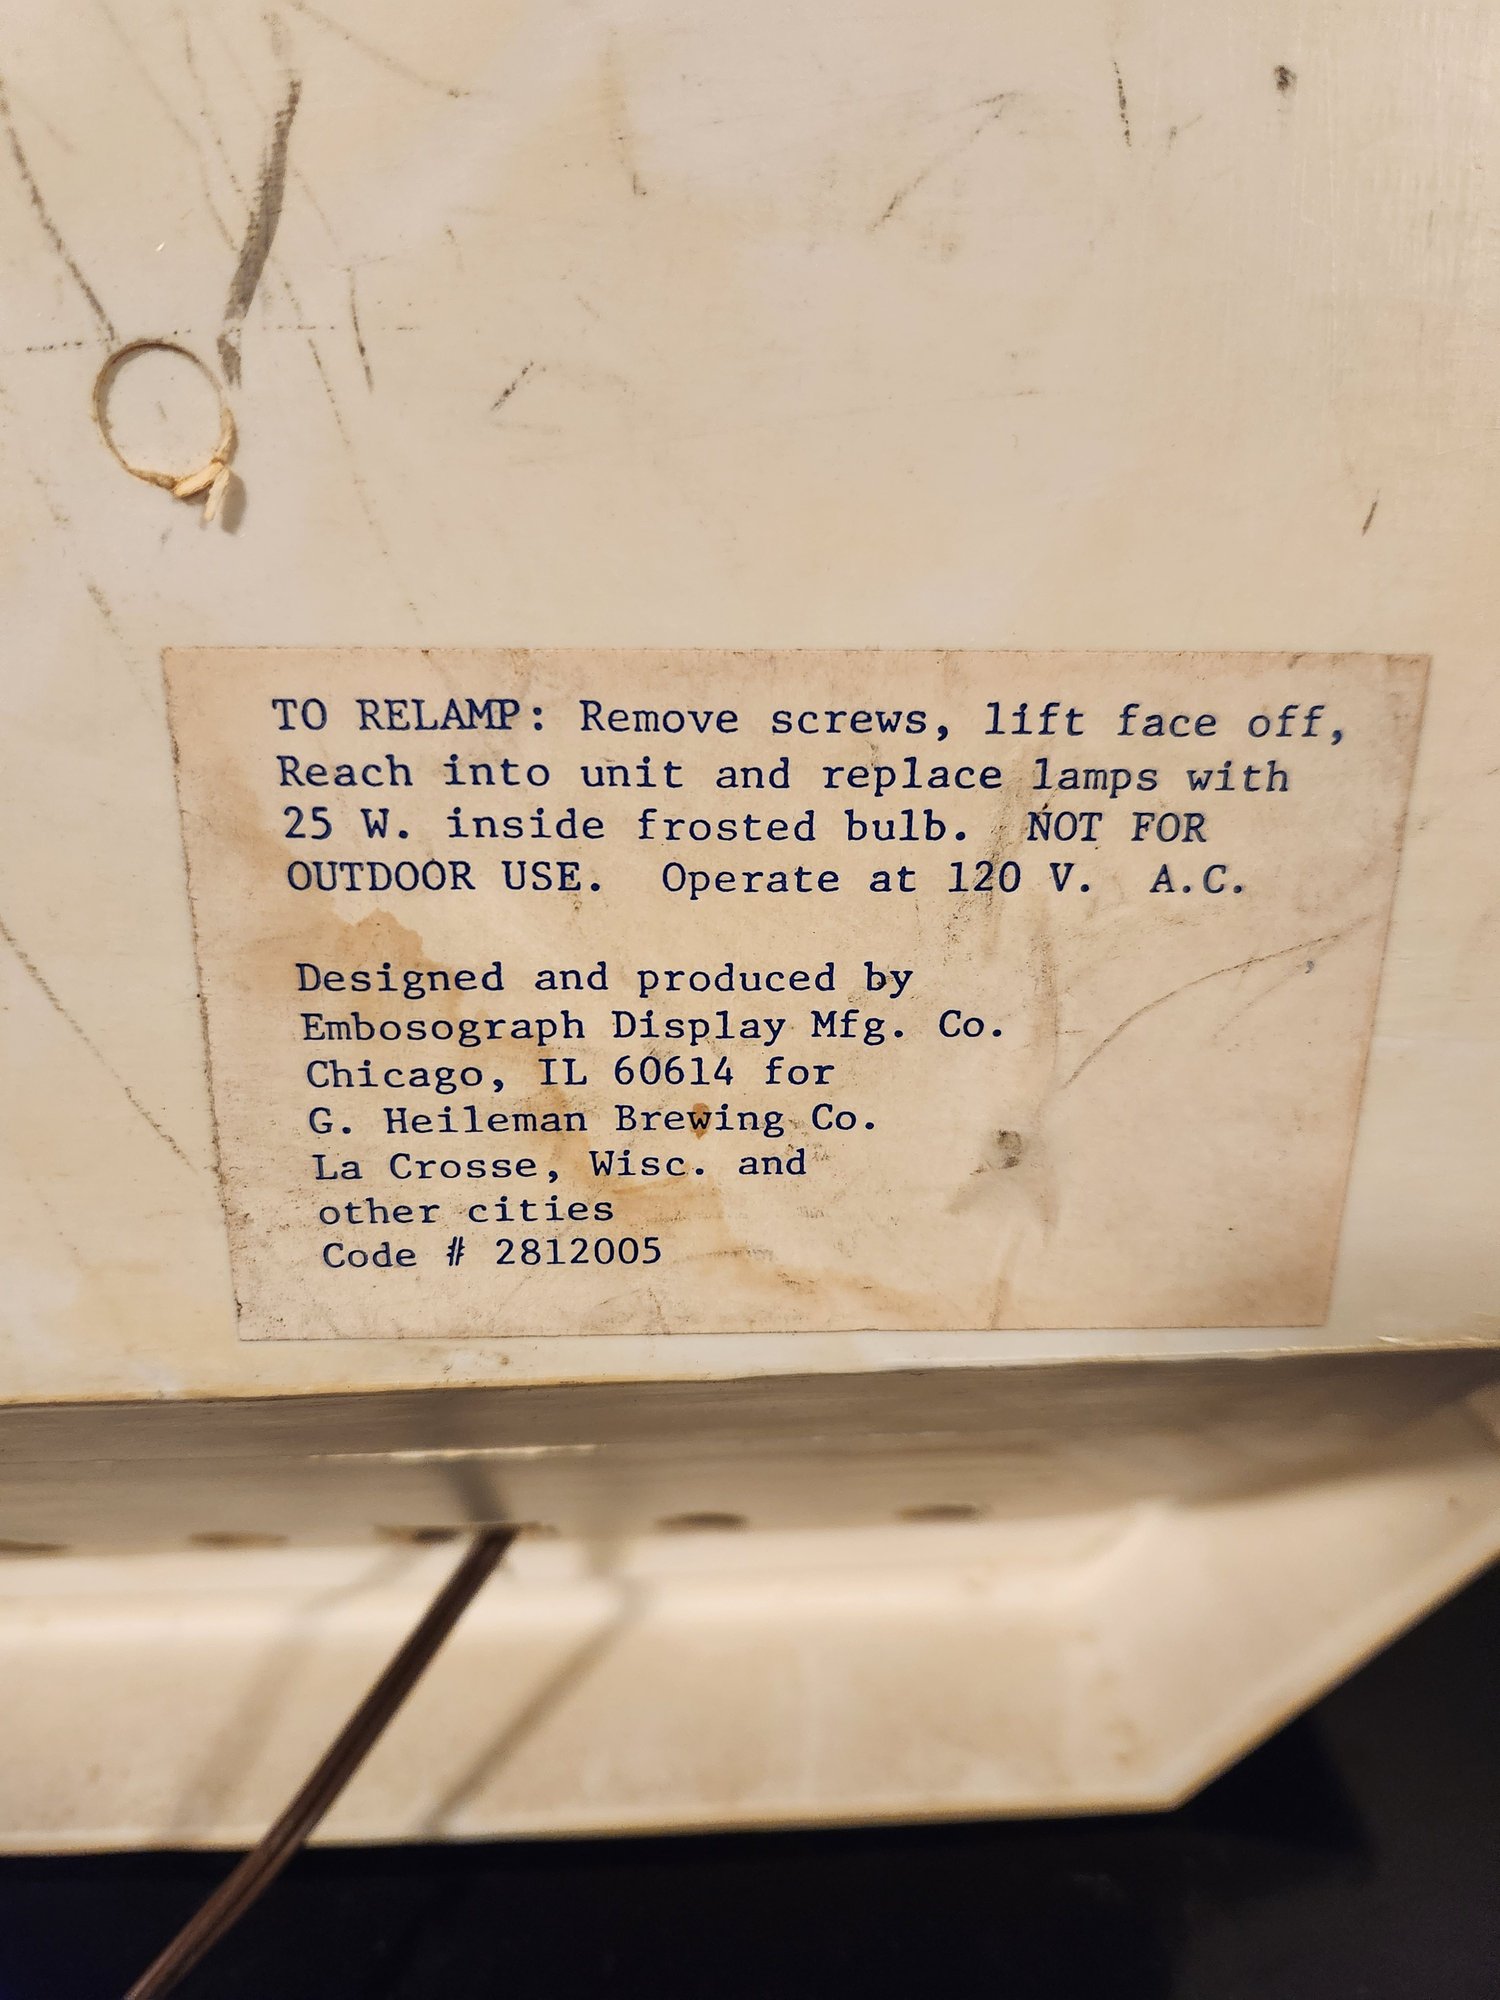 TO RELAMP: Remove screws, lift face off,
Reach into unit and replace lamps with
25 W. inside frosted bulb. NOT FOR
OUTDOOR USE. Operate at 120 V. A.C.
Designed and produced by
Embosograph Display Mfg. Co.
Chicago, IL 60614 for
G. Heileman Brewing Co.
La Crosse, Wisc. and
other cities
Code # 2812005